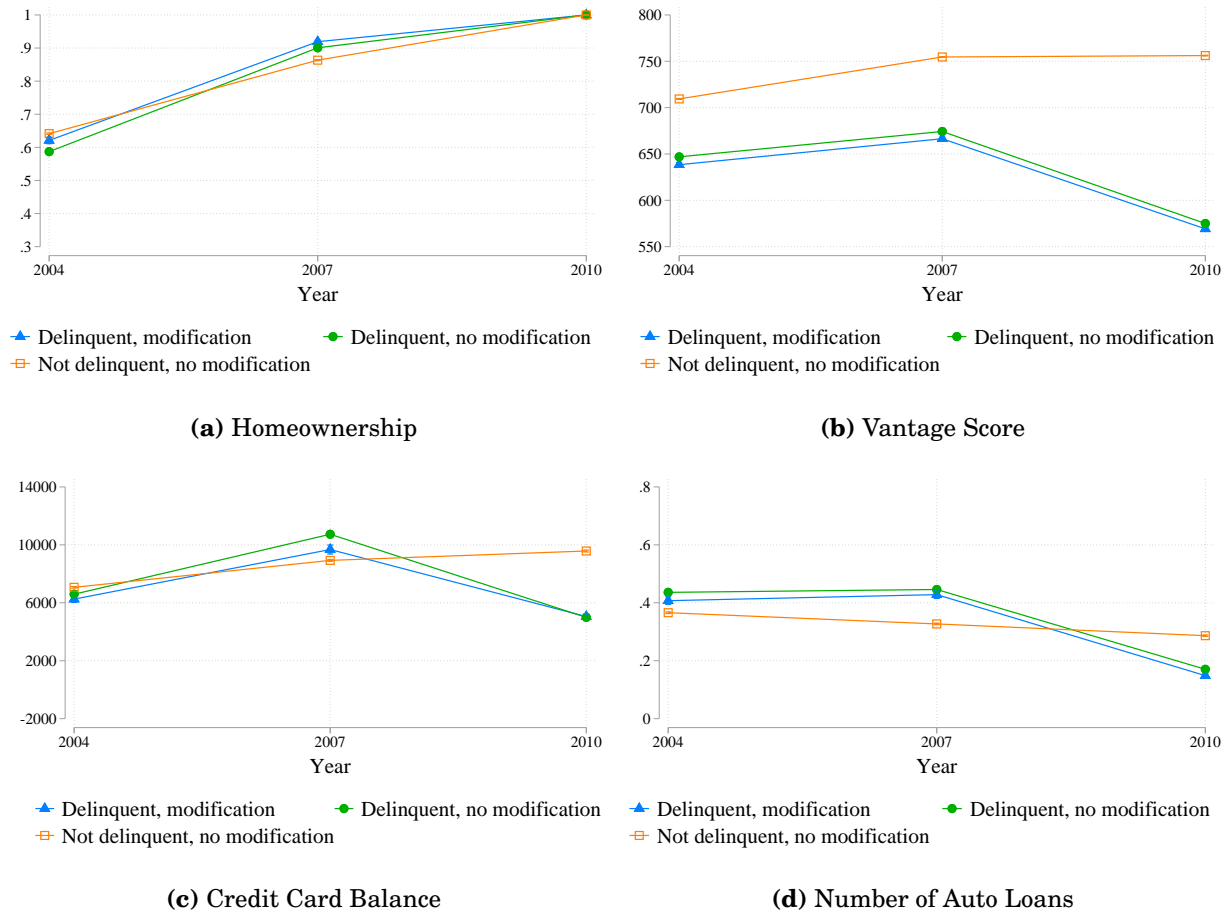 1
.9
.8
.7
.6
.5
.4
.3
2004 2007 2010
Year
Delinquent, modification Delinquent, no modification
Not delinquent, no modification
(a) Homeownership
800
750
700
650
600
550
2004 2007 2010
Year
Delinquent, modification Delinquent, no modification
Not delinquent, no modification
(b) Vantage Score
14000
10000
6000
2000
-2000
2004 2007 2010
Year
Delinquent, modification Delinquent, no modification
Not delinquent, no modification
(c) Credit Card Balance
.8
.6
.4
.2
0
2004 2007 2010
Year
Delinquent, modification Delinquent, no modification
Not delinquent, no modification
(d) Number of Auto Loans